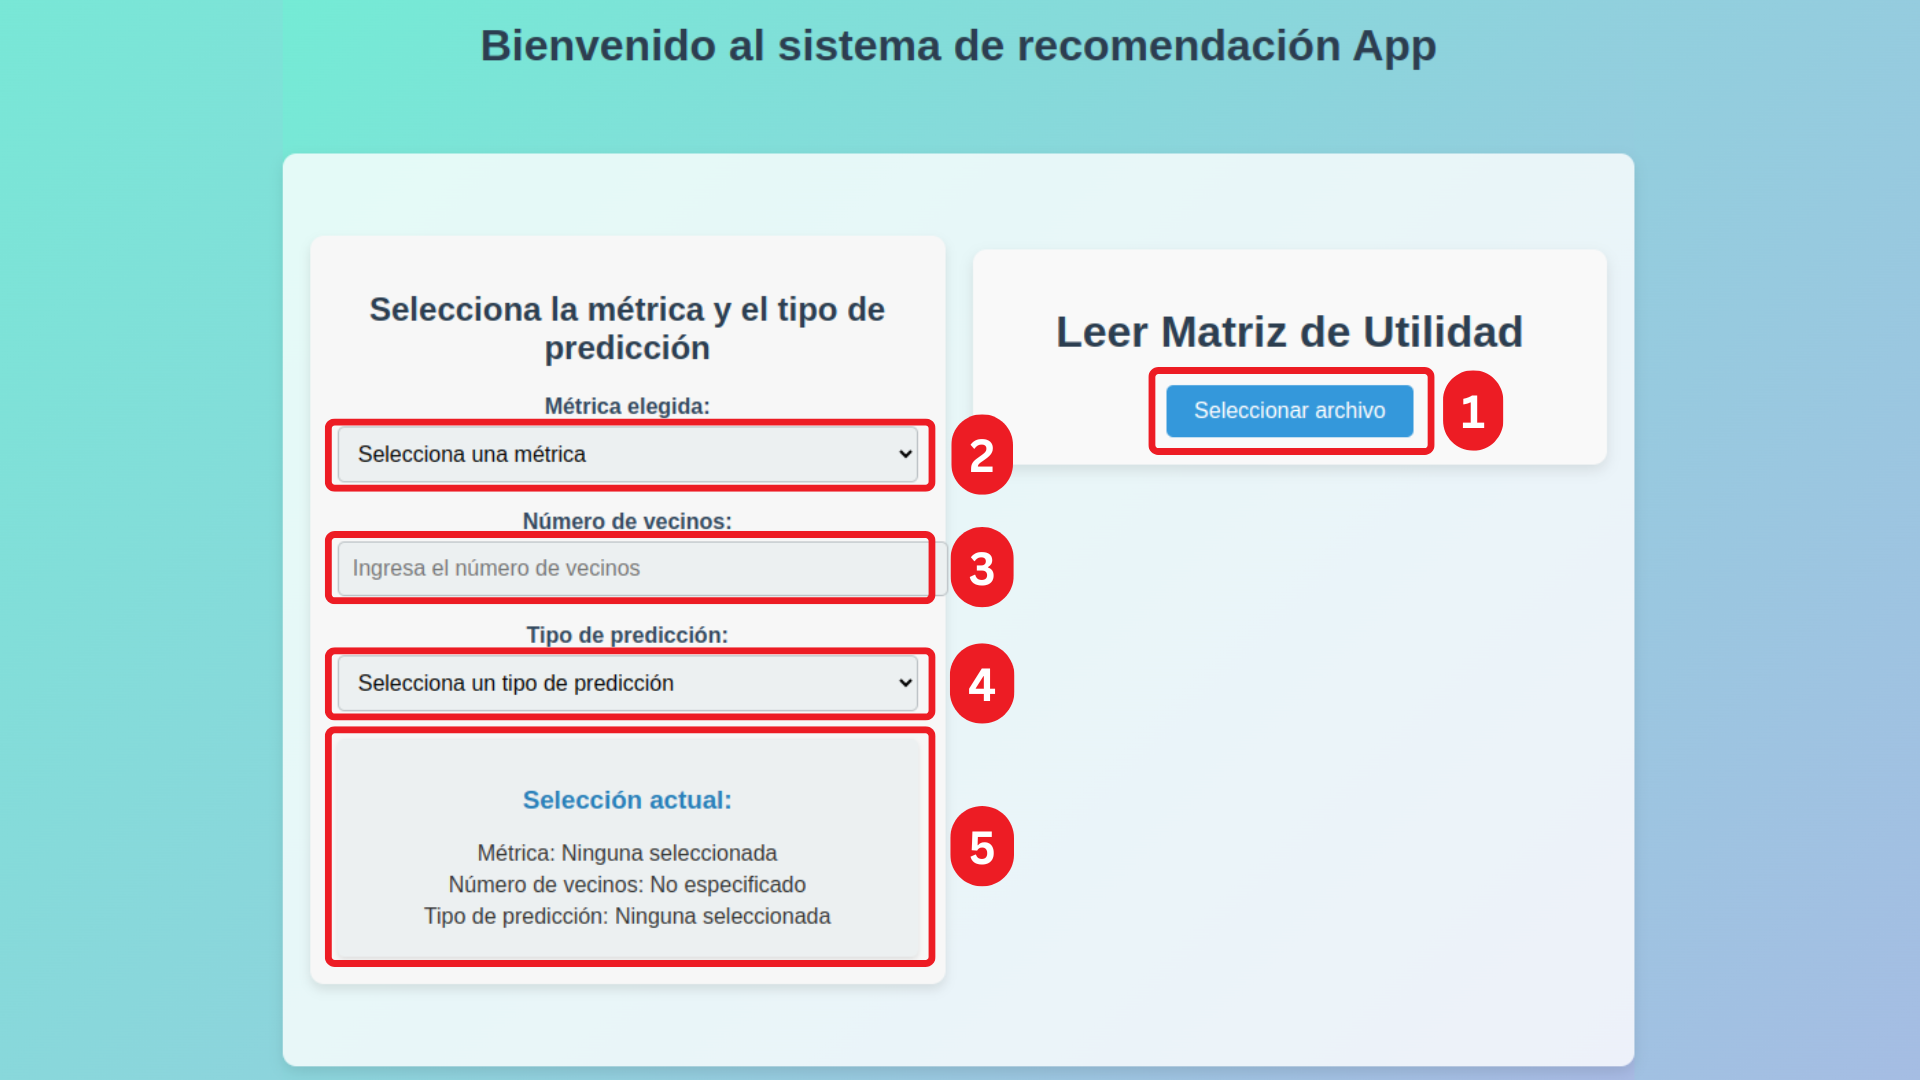 Bienvenido al sistema de recomendación App
Selecciona la métrica y el tipo de
predicción
Métrica elegida:
Selecciona una métrica
2
Número de vecinos:
Ingresa el número de vecinos
3
Tipo de predicción:
Selecciona un tipo de predicción
4
Selección actual:
Métrica: Ninguna seleccionada
Número de vecinos: No especificado
Tipo de predicción: Ninguna seleccionada
5
Leer Matriz de Utilidad
Seleccionar archivo
1